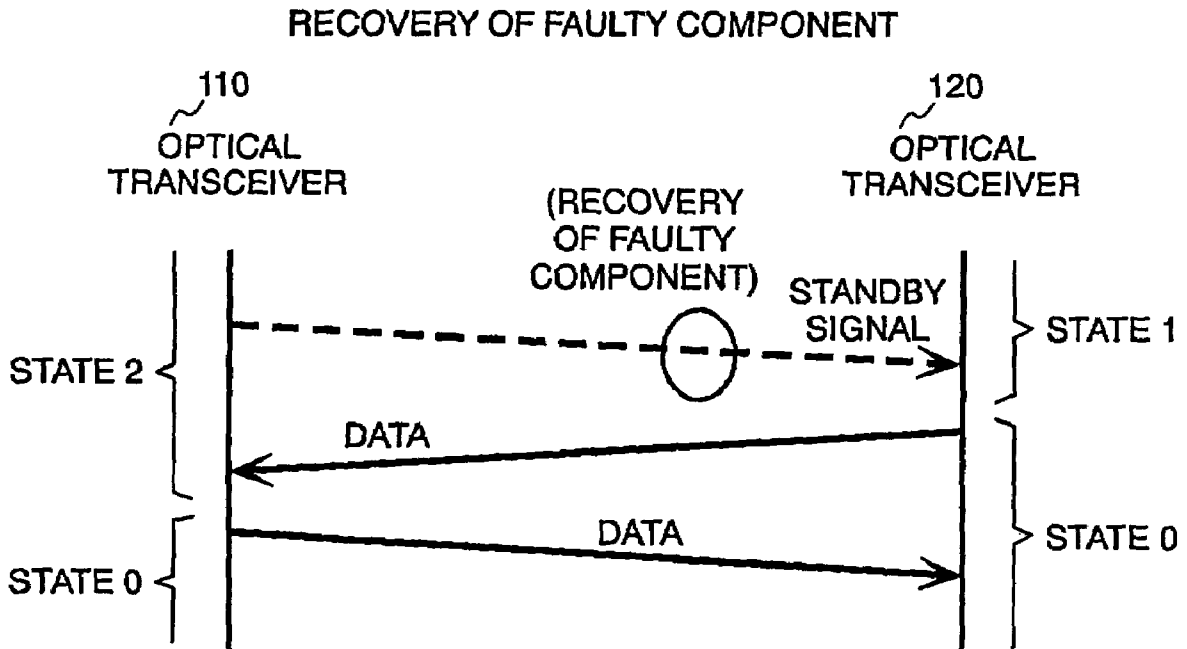 RECOVERY OF FAULTY COMPONENT
110
OPTICAL
TRANSCEIVER
120
OPTICAL
TRANSCEIVER
(RECOVERY
OF FAULTY
COMPONENT)
STANDBY
SIGNAL
STATE 1
STATE 2
DATA
DATA
STATE 0
STATE 0